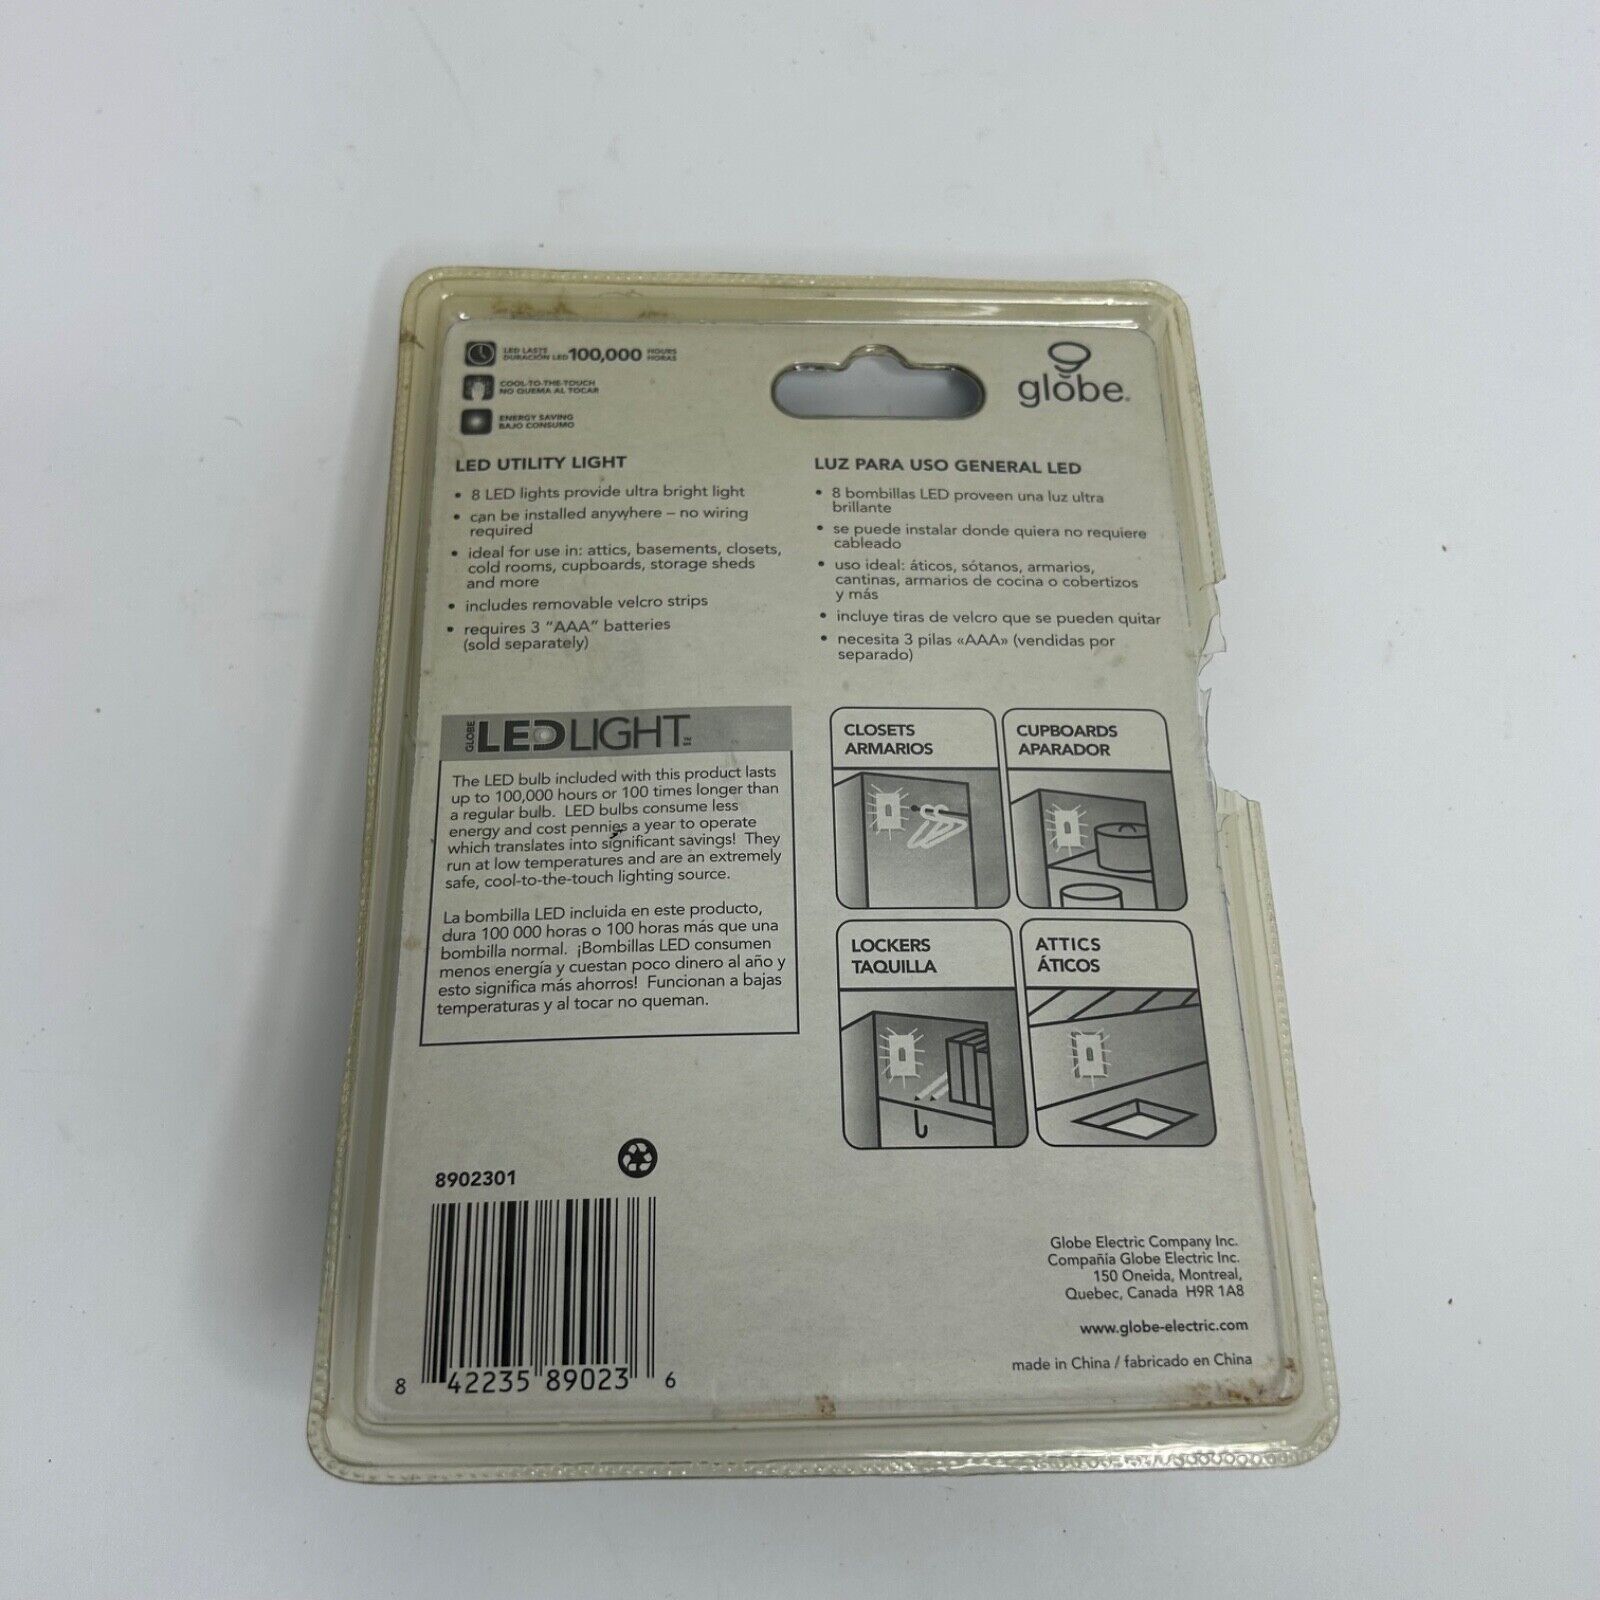 LED LASTS 100,000 HOURS
DURACIÓN LED HORAS
COOL-TO-THE-TOUCH
NO QUEMA AL TOCAR
ENERGY SAVING
BAJO CONSUMO
globe®
LED UTILITY LIGHT
• 8 LED lights provide ultra bright light
• can be installed anywhere – no wiring
required
• ideal for use in: attics, basements, closets,
cold rooms, cupboards, storage sheds
and more
• includes removable velcro strips
• requires 3 "AAA" batteries
(sold separately)
LUZ PARA USO GENERAL LED
• 8 bombillas LED proveen una luz ultra
brillante
• se puede instalar donde quiera no requiere
cableado
• uso ideal: áticos, sótanos, armarios,
cantinas, armarios de cocina o cobertizos
y más
• incluye tiras de velcro que se pueden quitar
• necesita 3 pilas «AAA» (vendidas por
separado)
GLOBE LEDLIGHT™
The LED bulb included with this product lasts
up to 100,000 hours or 100 times longer than
a regular bulb. LED bulbs consume less
energy and cost pennies a year to operate
which translates into significant savings! They
run at low temperatures and are an extremely
safe, cool-to-the-touch lighting source.
La bombilla LED incluida en este producto,
dura 100 000 horas o 100 horas más que una
bombilla normal. ¡Bombillas LED consumen
menos energía y cuestan poco dinero al año y
esto significa más ahorros! Funcionan a bajas
temperaturas y al tocar no queman.
CLOSETS
ARMARIOS
CUPBOARDS
APARADOR
LOCKERS
TAQUILLA
ATTICS
ÁTICOS
8902301
8 42235 89023 6
Globe Electric Company Inc.
Compañía Globe Electric Inc.
150 Oneida, Montreal,
Quebec, Canada H9R 1A8
www.globe-electric.com
made in China / fabricado en China